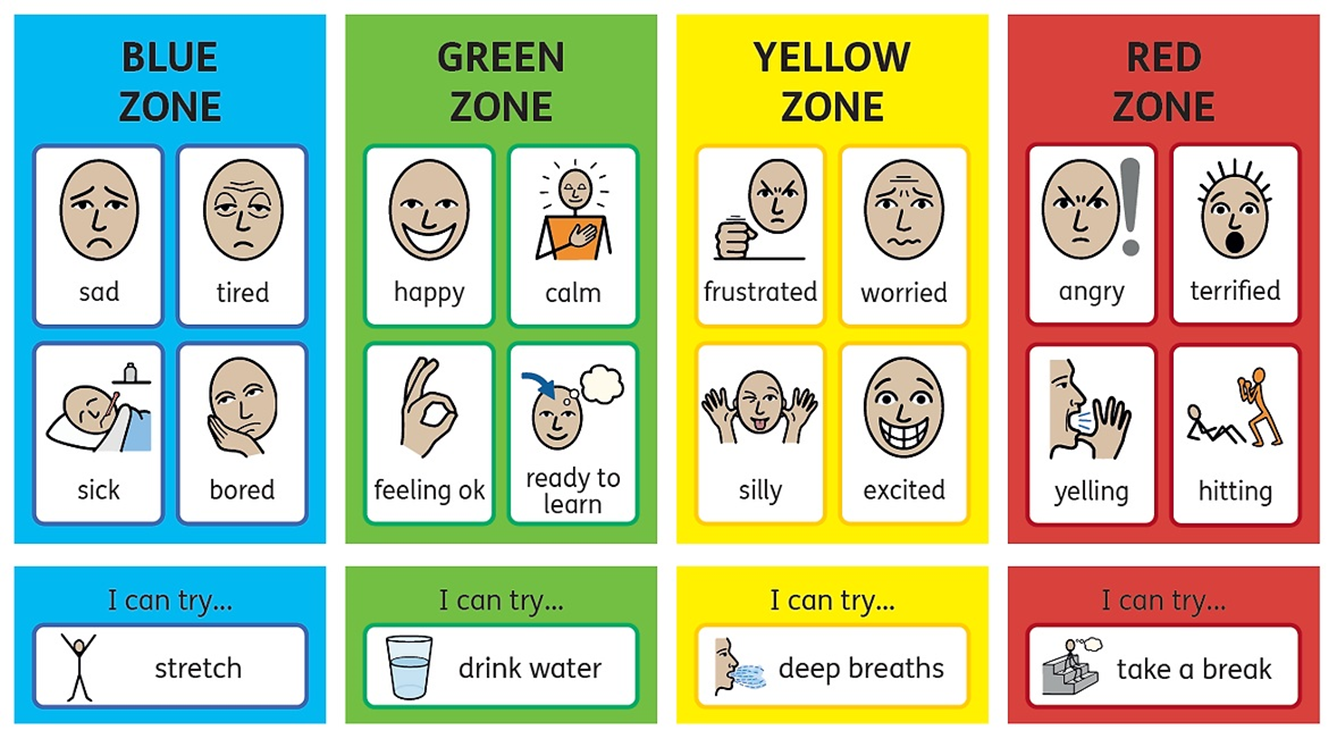 BLUE
ZONE
sad
tired
sick
bored
I can try...
stretch
GREEN
ZONE
happy
calm
feeling ok
ready to
learn
I can try...
drink water
YELLOW
ZONE
frustrated
worried
silly
excited
I can try...
deep breaths
RED
ZONE
angry
terrified
yelling
hitting
I can try...
take a break